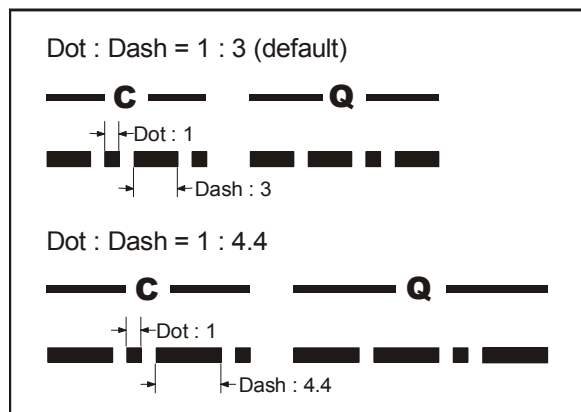 Dot : Dash = 1 : 3 (default)
C Q
Dot : 1
Dash : 3
Dot : Dash = 1 : 4.4
C Q
Dot : 1
Dash : 4.4